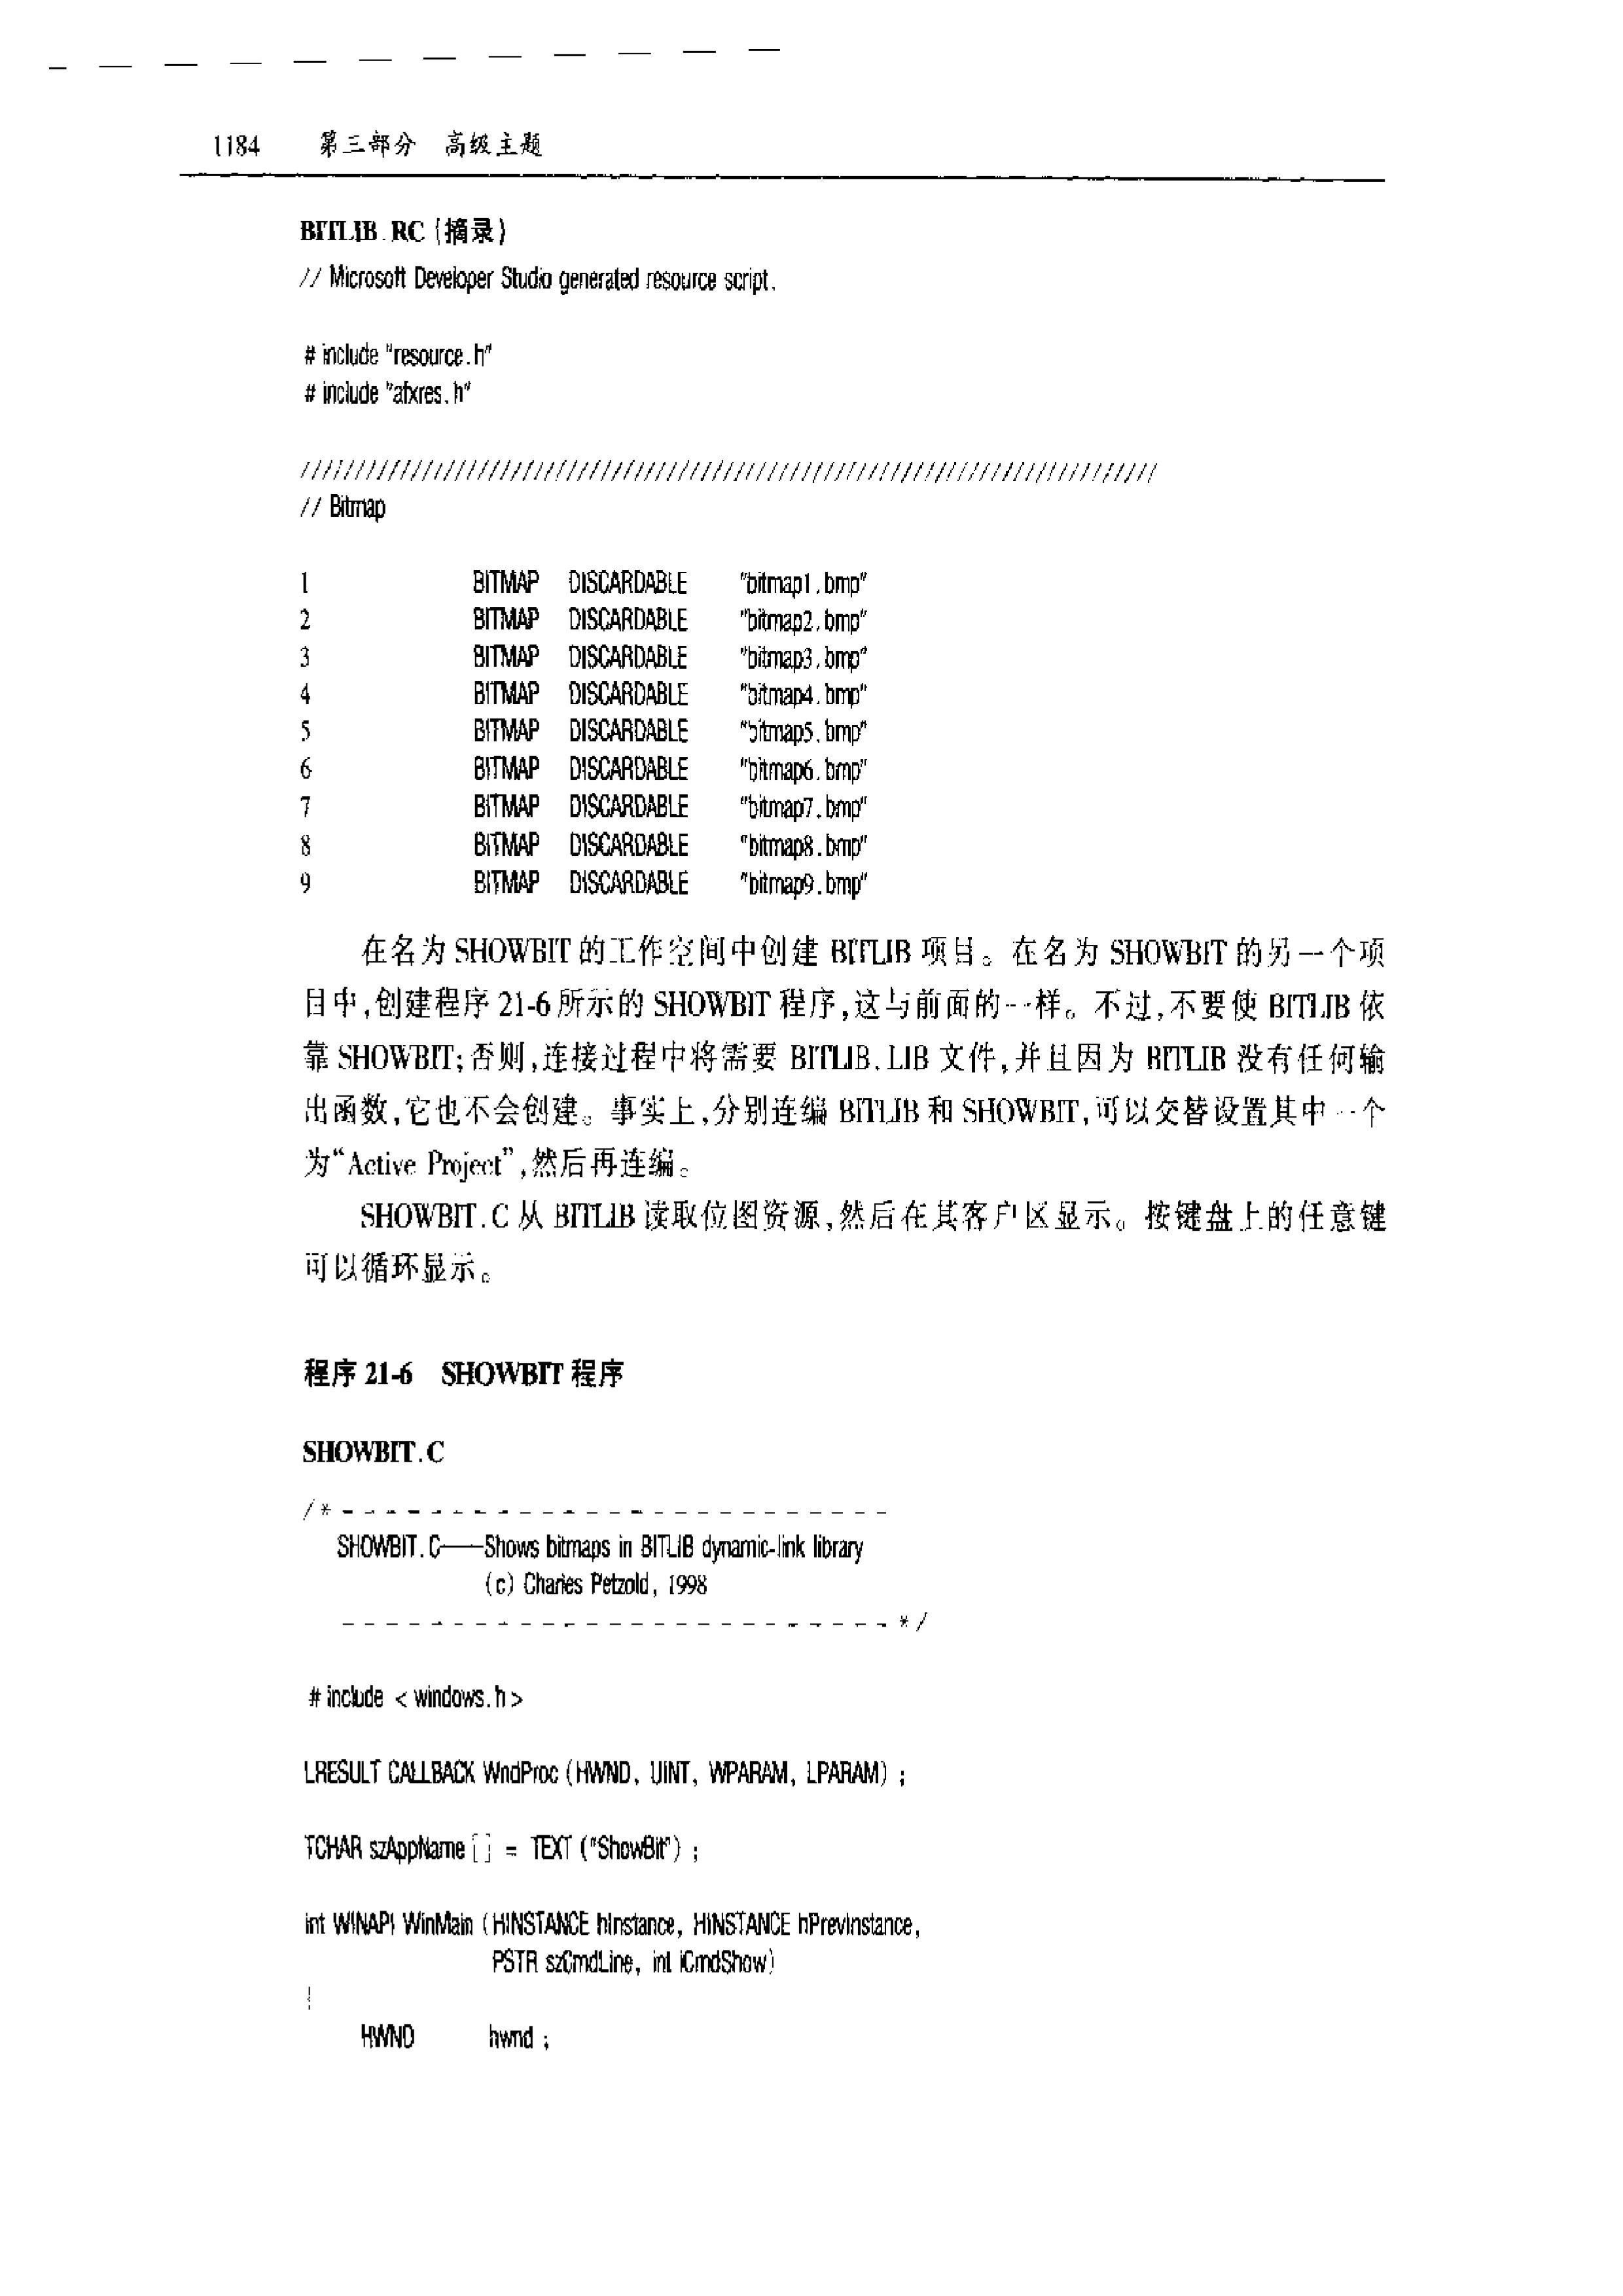 1184 第三部分 高级主题
BITLIB.RC (摘录)
// Microsoft Developer Studio generated resource script.
# include "resource.h"
# include "afxres.h"
/////////////////////////////////////////////////////////////////////////////
// Bitmap
1 BITMAP DISCARDABLE "bitmap1.bmp"
2 BITMAP DISCARDABLE "bitmap2.bmp"
3 BITMAP DISCARDABLE "bitmap3.bmp"
4 BITMAP DISCARDABLE "bitmap4.bmp"
5 BITMAP DISCARDABLE "bitmap5.bmp"
6 BITMAP DISCARDABLE "bitmap6.bmp"
7 BITMAP DISCARDABLE "bitmap7.bmp"
8 BITMAP DISCARDABLE "bitmap8.bmp"
9 BITMAP DISCARDABLE "bitmap9.bmp"
在名为 SHOWBIT 的工作空间中创建 BITLIB 项目。在名为 SHOWBIT 的另一个项
目中,创建程序 21-6 所示的 SHOWBIT 程序,这与前面的一样。不过,不要使 BITLIB 依
靠 SHOWBIT;否则,连接过程中将需要 BITLIB.LIB 文件,并且因为 BITLIB 没有任何输
出函数,它也不会创建。事实上,分别连编 BITLIB 和 SHOWBIT,可以交替设置其中一个
为“Active Project”,然后再连编。
SHOWBIT.C 从 BITLIB 读取位图资源,然后在其客户区显示。按键盘上的任意键
可以循环显示。
程序 21-6 SHOWBIT 程序
SHOWBIT.C
/* - - - - - - - - - - - - - - - - - - - - - - - - -
SHOWBIT.C——Shows bitmaps in BITLIB dynamic-link library
(c) Charles Petzold, 1998
- - - - - - - - - - - - - - - - - - - - - - - - - */
# include < windows.h >
LRESULT CALLBACK WndProc (HWND, UINT, WPARAM, LPARAM) ;
TCHAR szAppName [ ] = TEXT ("ShowBit") ;
int WINAPI WinMain (HINSTANCE hInstance, HINSTANCE hPrevInstance,
PSTR szCmdLine, int iCmdShow)
{
HWND hwnd ;